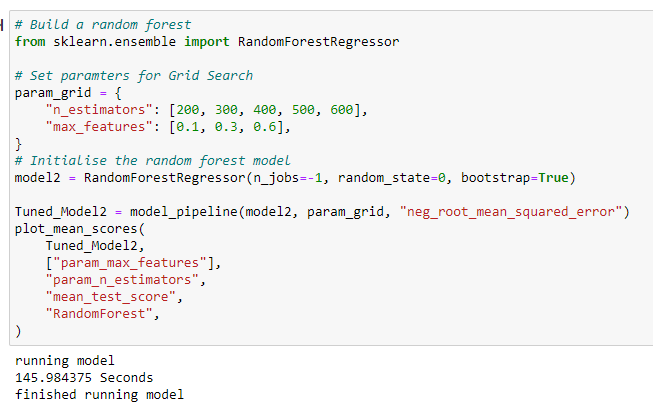 # Build a random forest
from sklearn.ensemble import RandomForestRegressor
# Set paramters for Grid Search
param_grid = {
    "n_estimators": [200, 300, 400, 500, 600],
    "max_features": [0.1, 0.3, 0.6],
}
# Initialise the random forest model
model2 = RandomForestRegressor(n_jobs=-1, random_state=0, bootstrap=True)
Tuned_Model2 = model_pipeline(model2, param_grid, "neg_root_mean_squared_error")
plot_mean_scores(
    Tuned_Model2,
    ["param_max_features"],
    "param_n_estimators",
    "mean_test_score",
    "RandomForest",
)
running model
145.984375 Seconds
finished running model